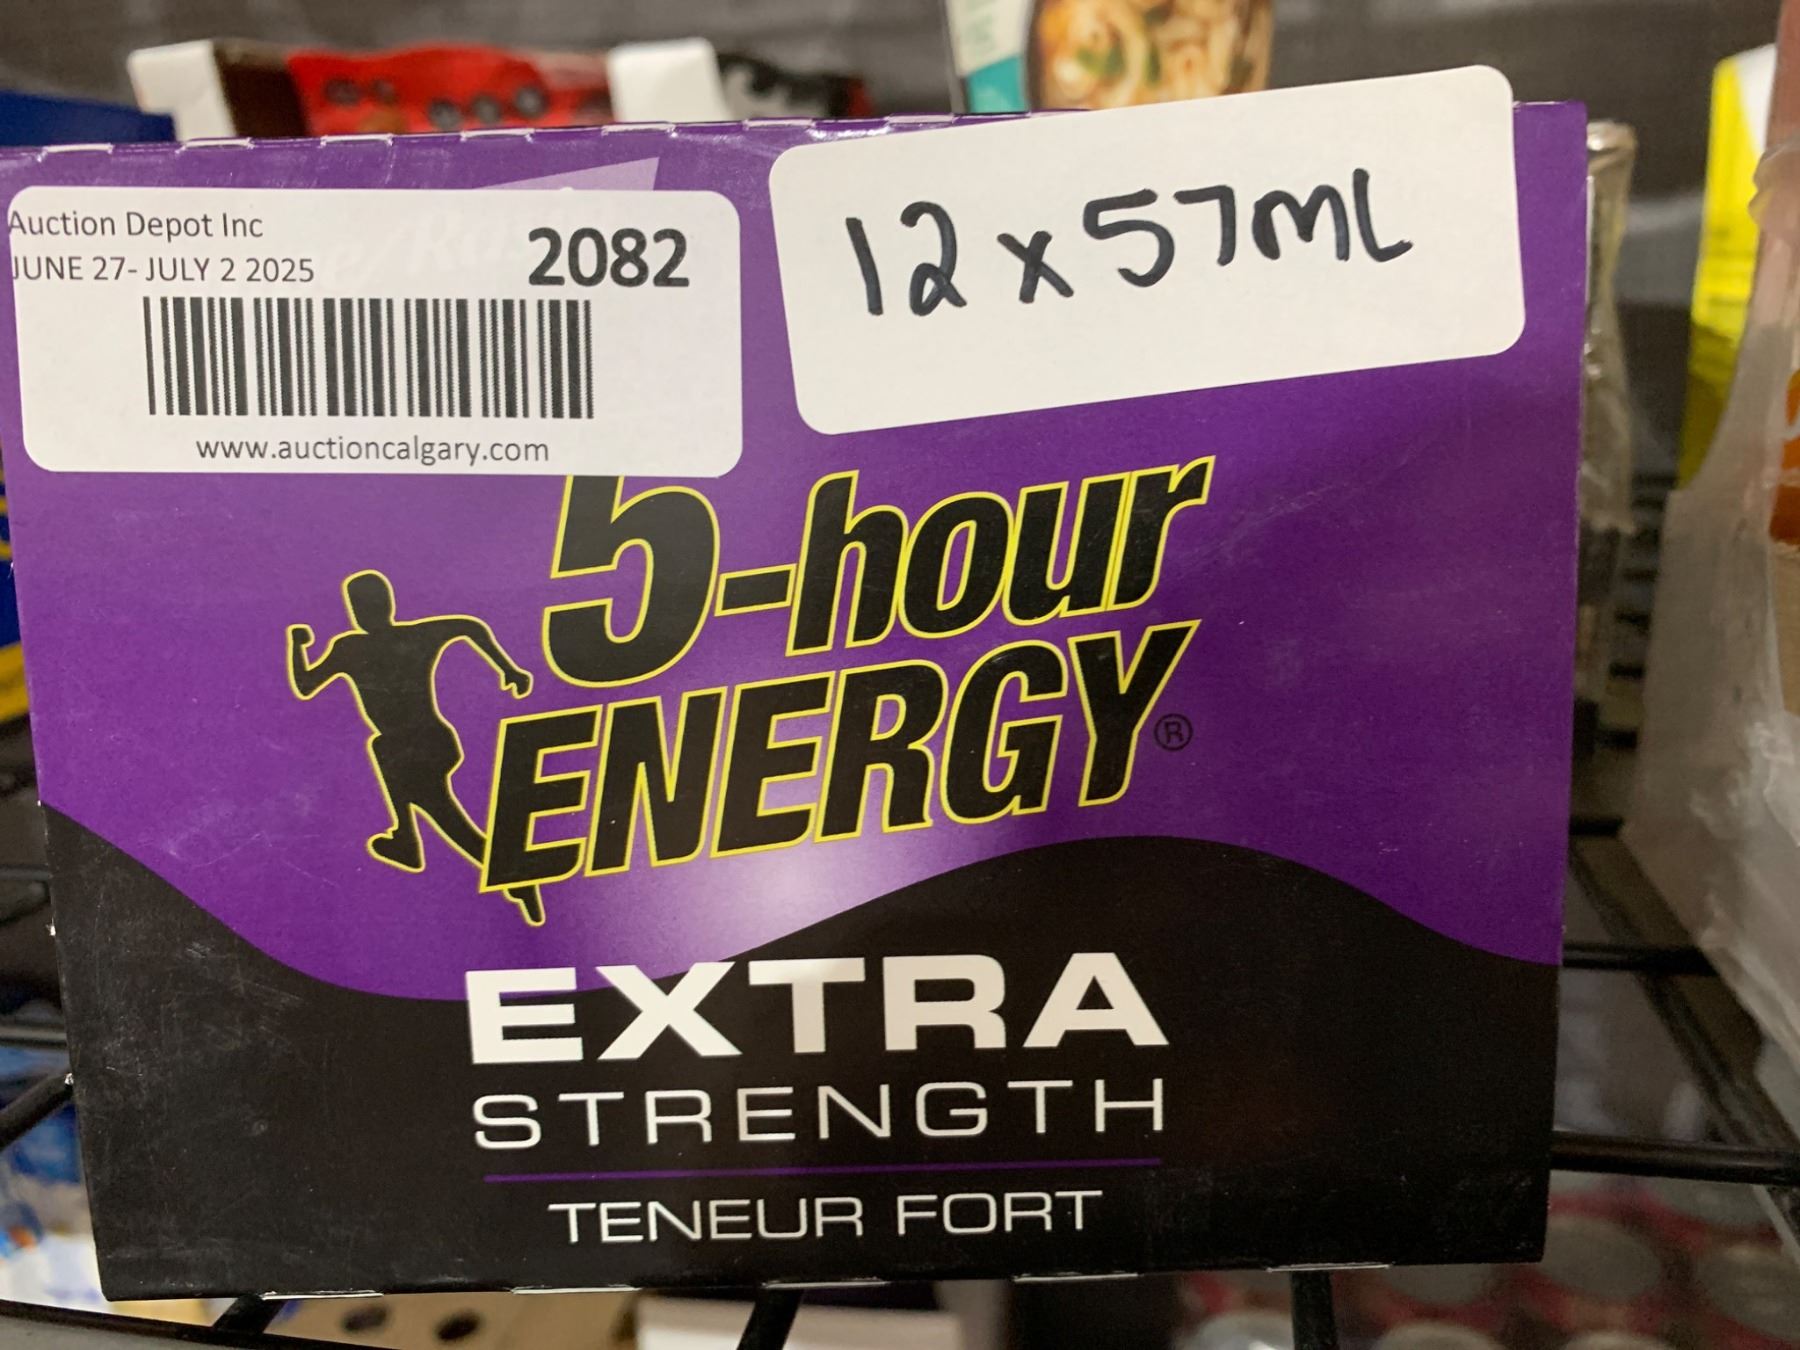 Auction Depot Inc
JUNE 27- JULY 2 2025
2082
www.auctioncalgary.com
12 x 57ML
5-hour
ENERGY®
EXTRA
STRENGTH
TENEUR FORT